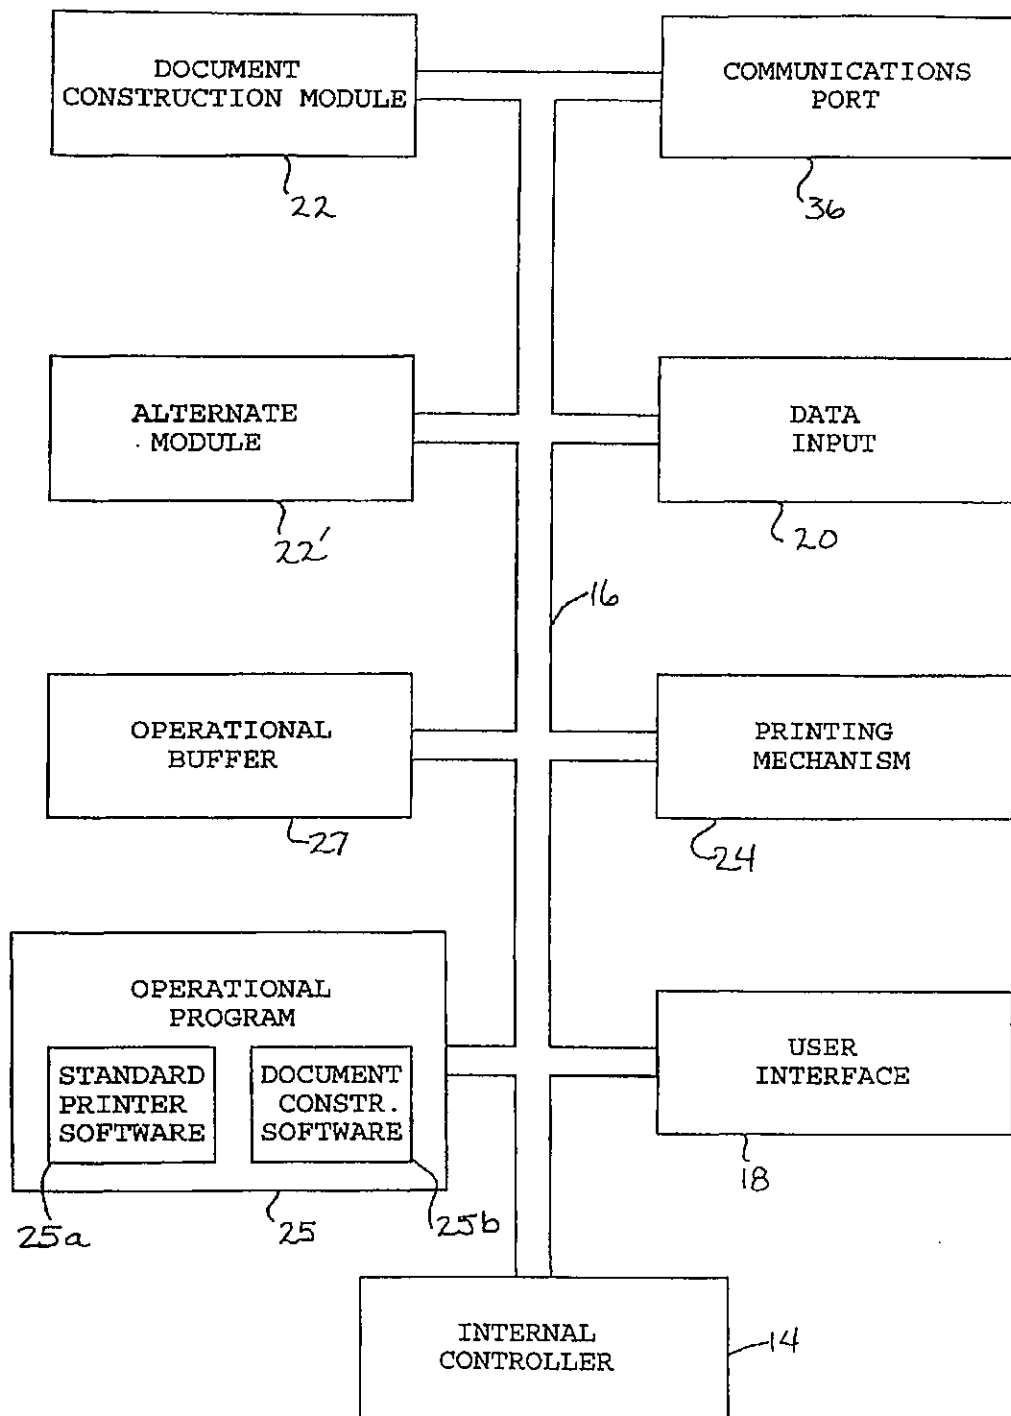 DOCUMENT
CONSTRUCTION MODULE
22
COMMUNICATIONS
PORT
36
ALTERNATE
MODULE
22'
DATA
INPUT
20
16
OPERATIONAL
BUFFER
27
PRINTING
MECHANISM
24
OPERATIONAL
PROGRAM
STANDARD
PRINTER
SOFTWARE
25a
DOCUMENT
CONSTR.
SOFTWARE
25b
25
USER
INTERFACE
18
INTERNAL
CONTROLLER
14